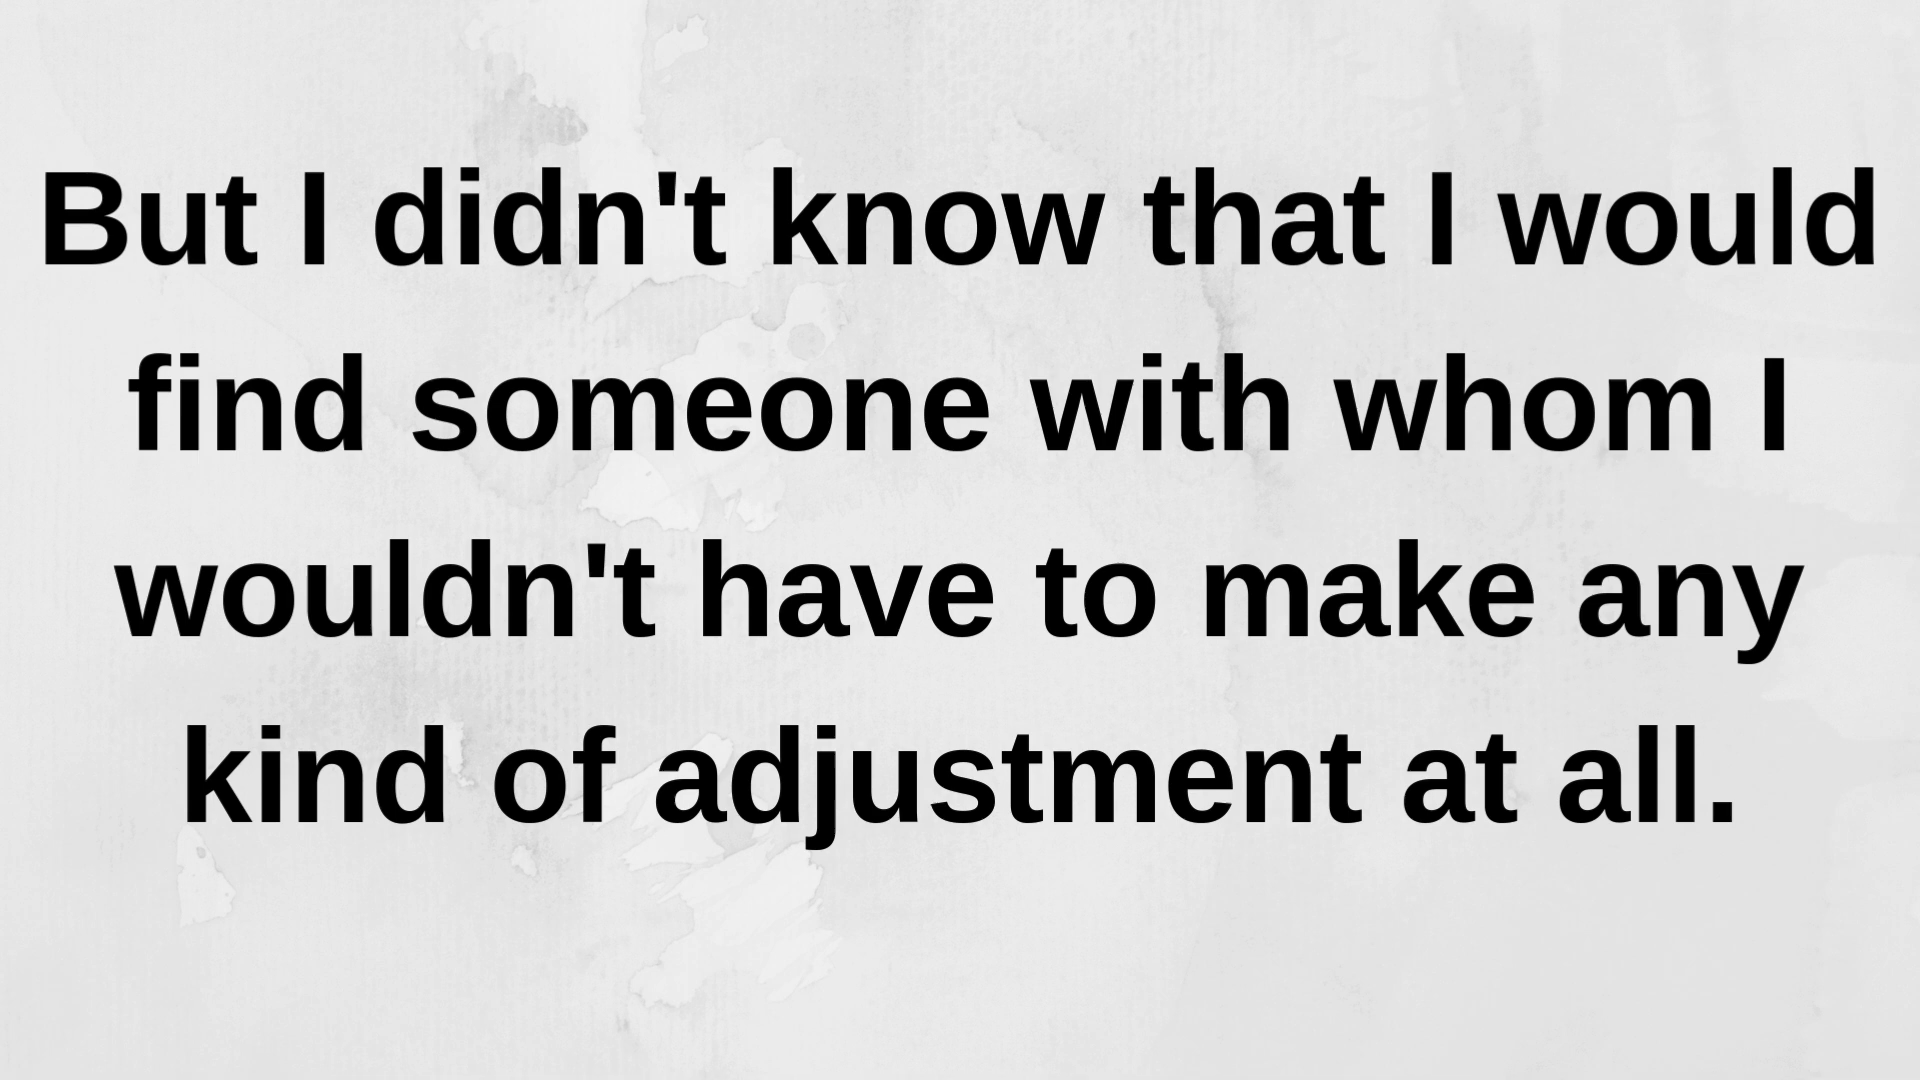 But I didn't know that I would
find someone with whom I
wouldn't have to make any
kind of adjustment at all.